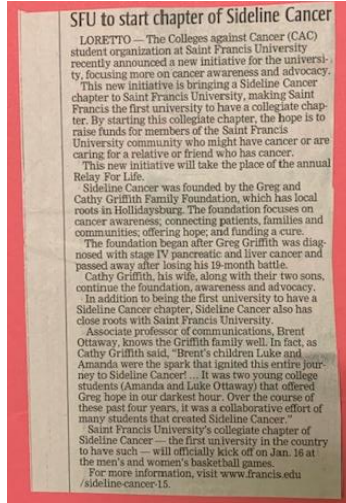 SFU to start chapter of Sideline Cancer
LORETTO — The Colleges against Cancer (CAC)
student organization at Saint Francis University
recently announced a new initiative for the universi-
ty, focusing more on cancer awareness and advocacy.
This new initiative is bringing a Sideline Cancer
chapter to Saint Francis University, making Saint
Francis the first university to have a collegiate chap-
ter. By starting this collegiate chapter, the hope is to
raise funds for members of the Saint Francis
University community who might have cancer or are
caring for a relative or friend who has cancer.
This new initiative will take the place of the annual
Relay For Life.
Sideline Cancer was founded by the Greg and
Cathy Griffith Family Foundation, which has local
roots in Hollidaysburg. The foundation focuses on
cancer awareness; connecting patients, families and
communities; offering hope; and funding a cure.
The foundation began after Greg Griffith was diag-
nosed with stage IV pancreatic and liver cancer and
passed away after losing his 19-month battle.
Cathy Griffith, his wife, along with their two sons,
continue the foundation, awareness and advocacy.
In addition to being the first university to have a
Sideline Cancer chapter, Sideline Cancer also has
close roots with Saint Francis University.
Associate professor of communications, Brent
Ottaway, knows the Griffith family well. In fact, as
Cathy Griffith said, “Brent's children Luke and
Amanda were the spark that ignited this entire jour-
ney to Sideline Cancer! ... It was two young college
students (Amanda and Luke Ottaway) that offered
Greg hope in our darkest hour. Over the course of
these past four years, it was a collaborative effort of
many students that created Sideline Cancer.”
Saint Francis University's collegiate chapter of
Sideline Cancer — the first university in the country
to have such — will officially kick off on Jan. 16 at
the men's and women's basketball games.
For more information, visit www.francis.edu
/sideline-cancer-15.